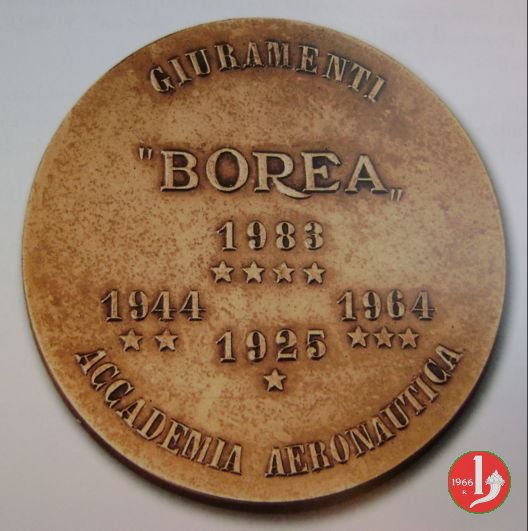 GIURAMENTI
"BOREA„
1983
★★★★
1944 1964
★★ ★★★
1925
★
ACCADEMIA AERONAUTICA
1966
R